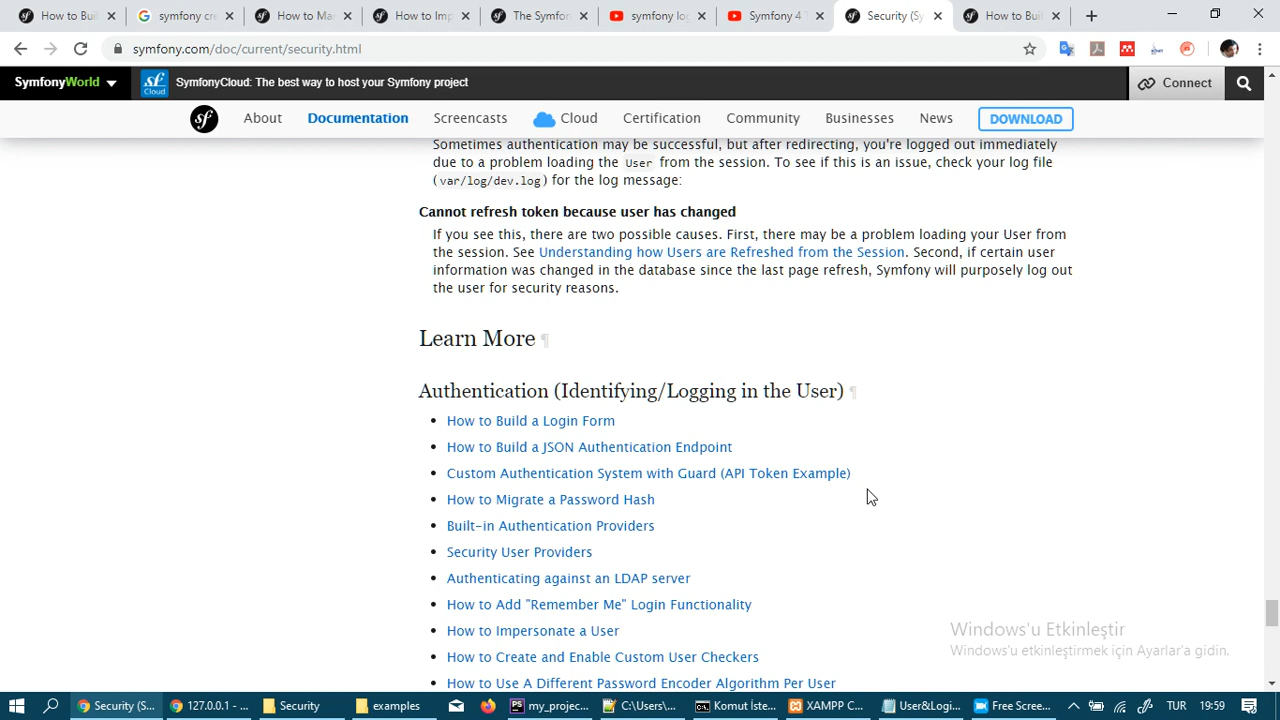 How to Buil
symfony cre
How to Mar
How to Imp
The Symfon
symfony log
Symfony 4 T
Security (Sy
How to Buil
symfony.com/doc/current/security.html
SymfonyWorld
sf Cloud
SymfonyCloud: The best way to host your Symfony project
Connect
About
Documentation
Screencasts
Cloud
Certification
Community
Businesses
News
DOWNLOAD
Sometimes authentication may be successful, but after redirecting, you're logged out immediately
due to a problem loading the User from the session. To see if this is an issue, check your log file
(var/log/dev.log) for the log message:
Cannot refresh token because user has changed
If you see this, there are two possible causes. First, there may be a problem loading your User from
the session. See Understanding how Users are Refreshed from the Session. Second, if certain user
information was changed in the database since the last page refresh, Symfony will purposely log out
the user for security reasons.
Learn More ¶
Authentication (Identifying/Logging in the User) ¶
• How to Build a Login Form
• How to Build a JSON Authentication Endpoint
• Custom Authentication System with Guard (API Token Example)
• How to Migrate a Password Hash
• Built-in Authentication Providers
• Security User Providers
• Authenticating against an LDAP server
• How to Add "Remember Me" Login Functionality
• How to Impersonate a User
• How to Create and Enable Custom User Checkers
• How to Use A Different Password Encoder Algorithm Per User
Windows'u Etkinleştir
Windows'u etkinleştirmek için Ayarlar'a gidin.
Security (S...
127.0.0.1 - ...
Security
examples
my_projec...
C:\Users\...
Komut İste...
XAMPP C...
User&Logi...
Free Scree...
TUR
19:59